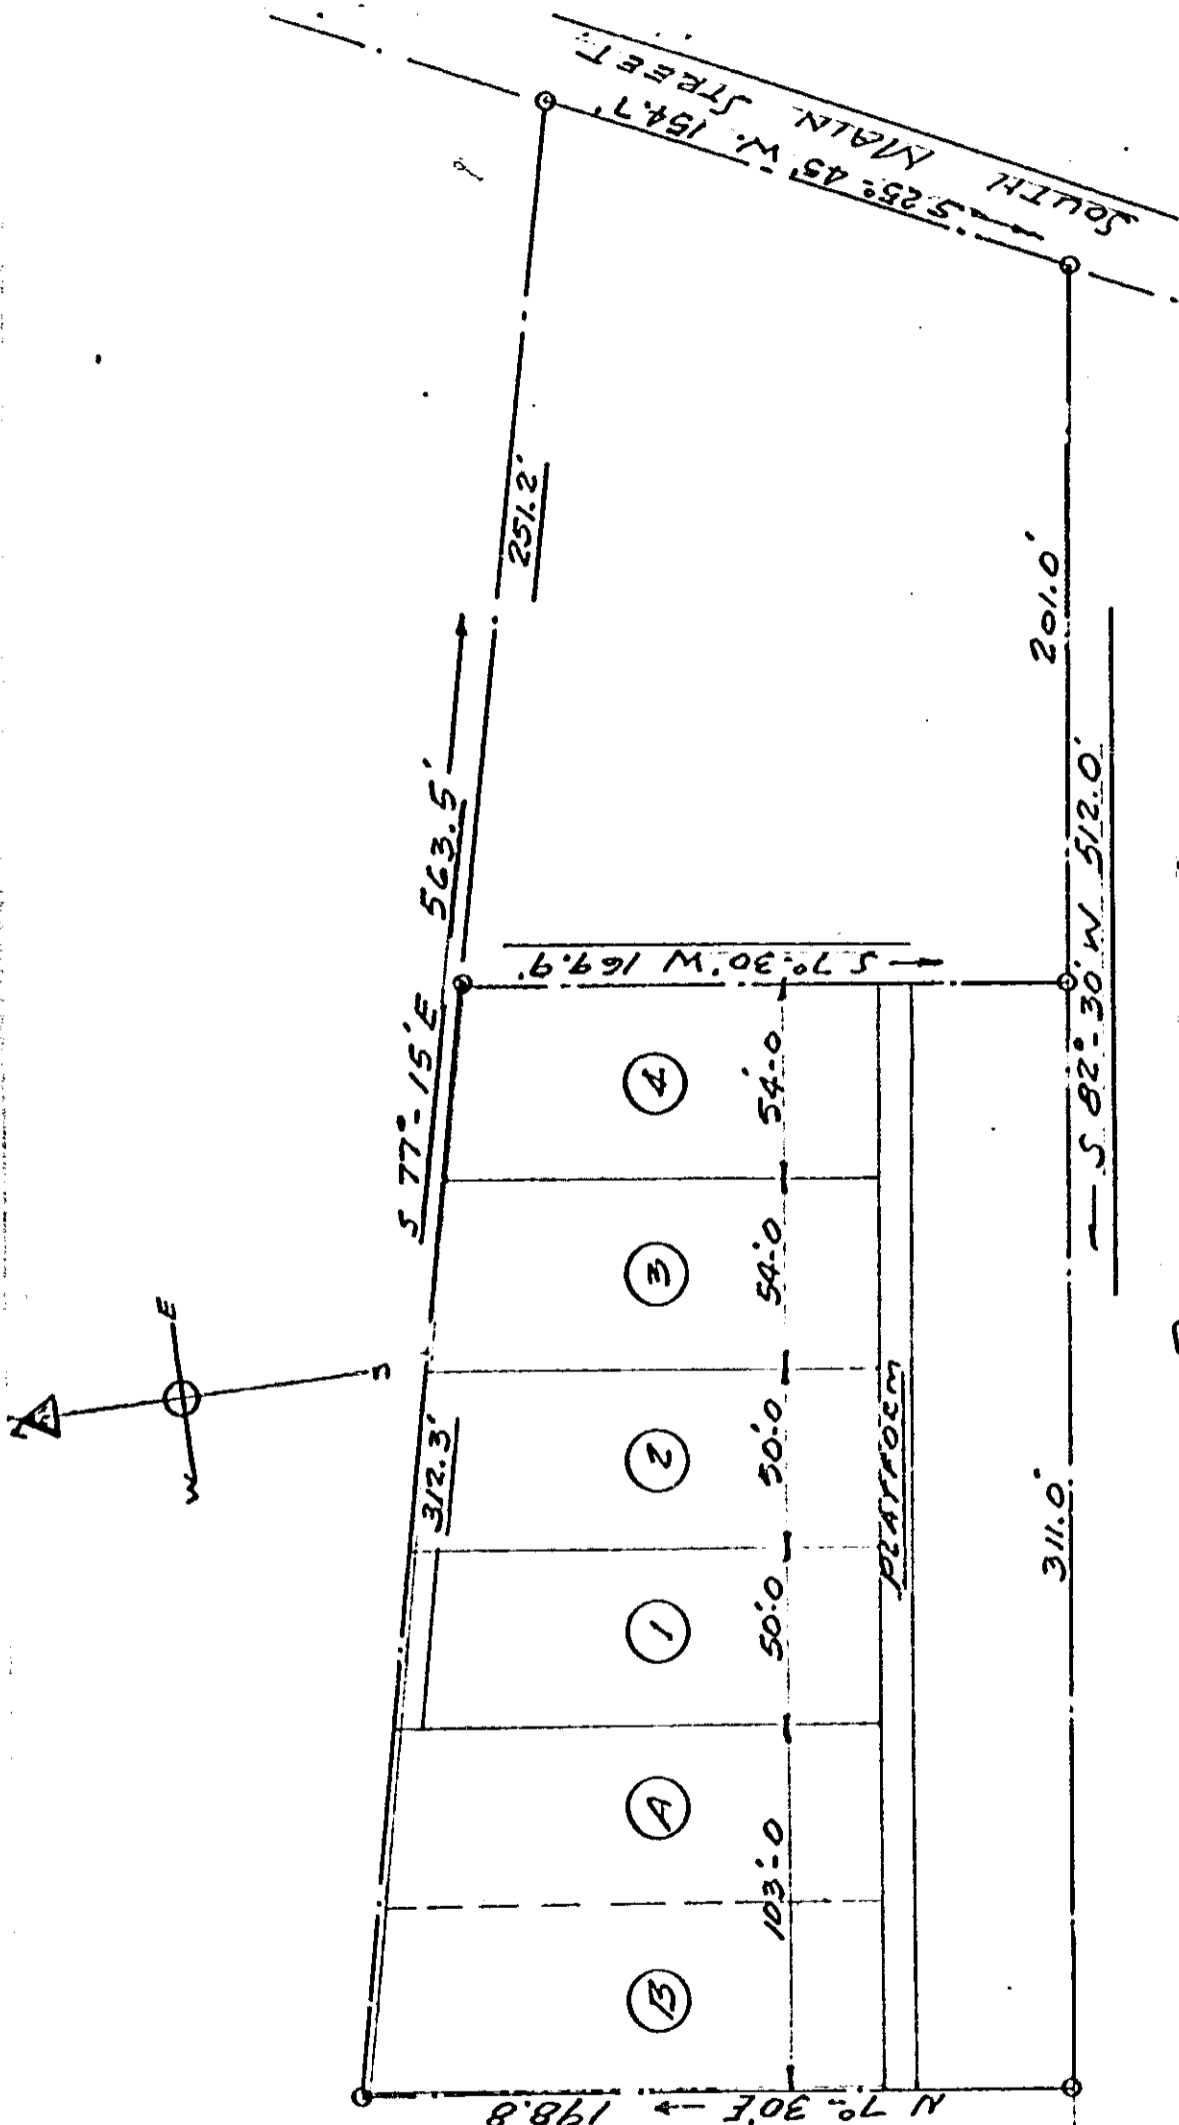 N
W
E
S
SOUTH MAIN STREET.
S 25°- 45' W. 154.7'
S 77°- 15' E 563.5'
251.2'
312.3'
S 7°-30' W 169.9'
B
A
1
2
3
4
103'-0
50'-0
50'-0
54'-0
54'-0
PLATFORM
N 7°-30' E
198.8
311.0'
201.0'
S 82°-30' W 512.0'